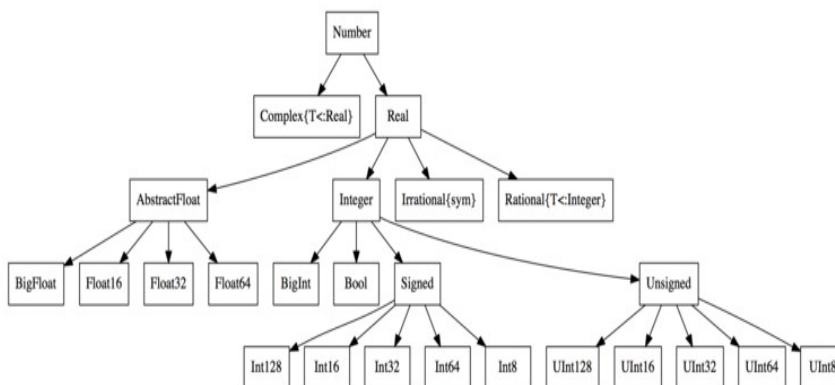 Number
Complex{T<:Real} Real
AbstractFloat Integer Irrational{sym} Rational{T<:Integer}
BigFloat Float16 Float32 Float64 BigInt Bool Signed Unsigned
Int128 Int16 Int32 Int64 Int8 UInt128 UInt16 UInt32 UInt64 UInt8